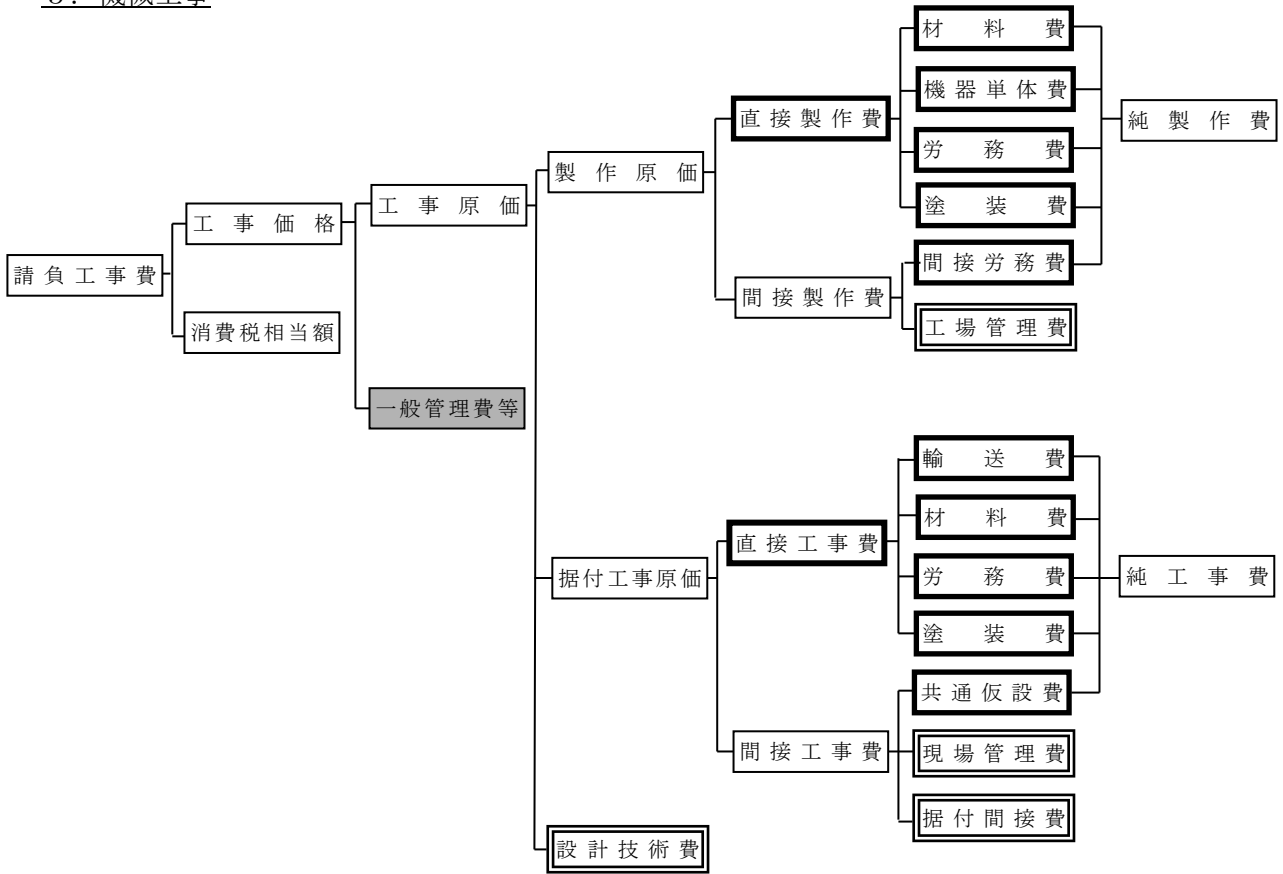 機械工事
材料費
機器単体費
直接製作費
純製作費
労務費
製作原価
塗装費
工事原価
工事価格
間接労務費
請負工事費
間接製作費
工場管理費
消費税相当額
一般管理費等
輸送費
材料費
直接工事費
据付工事原価
労務費
純工事費
塗装費
共通仮設費
間接工事費
現場管理費
据付間接費
設計技術費